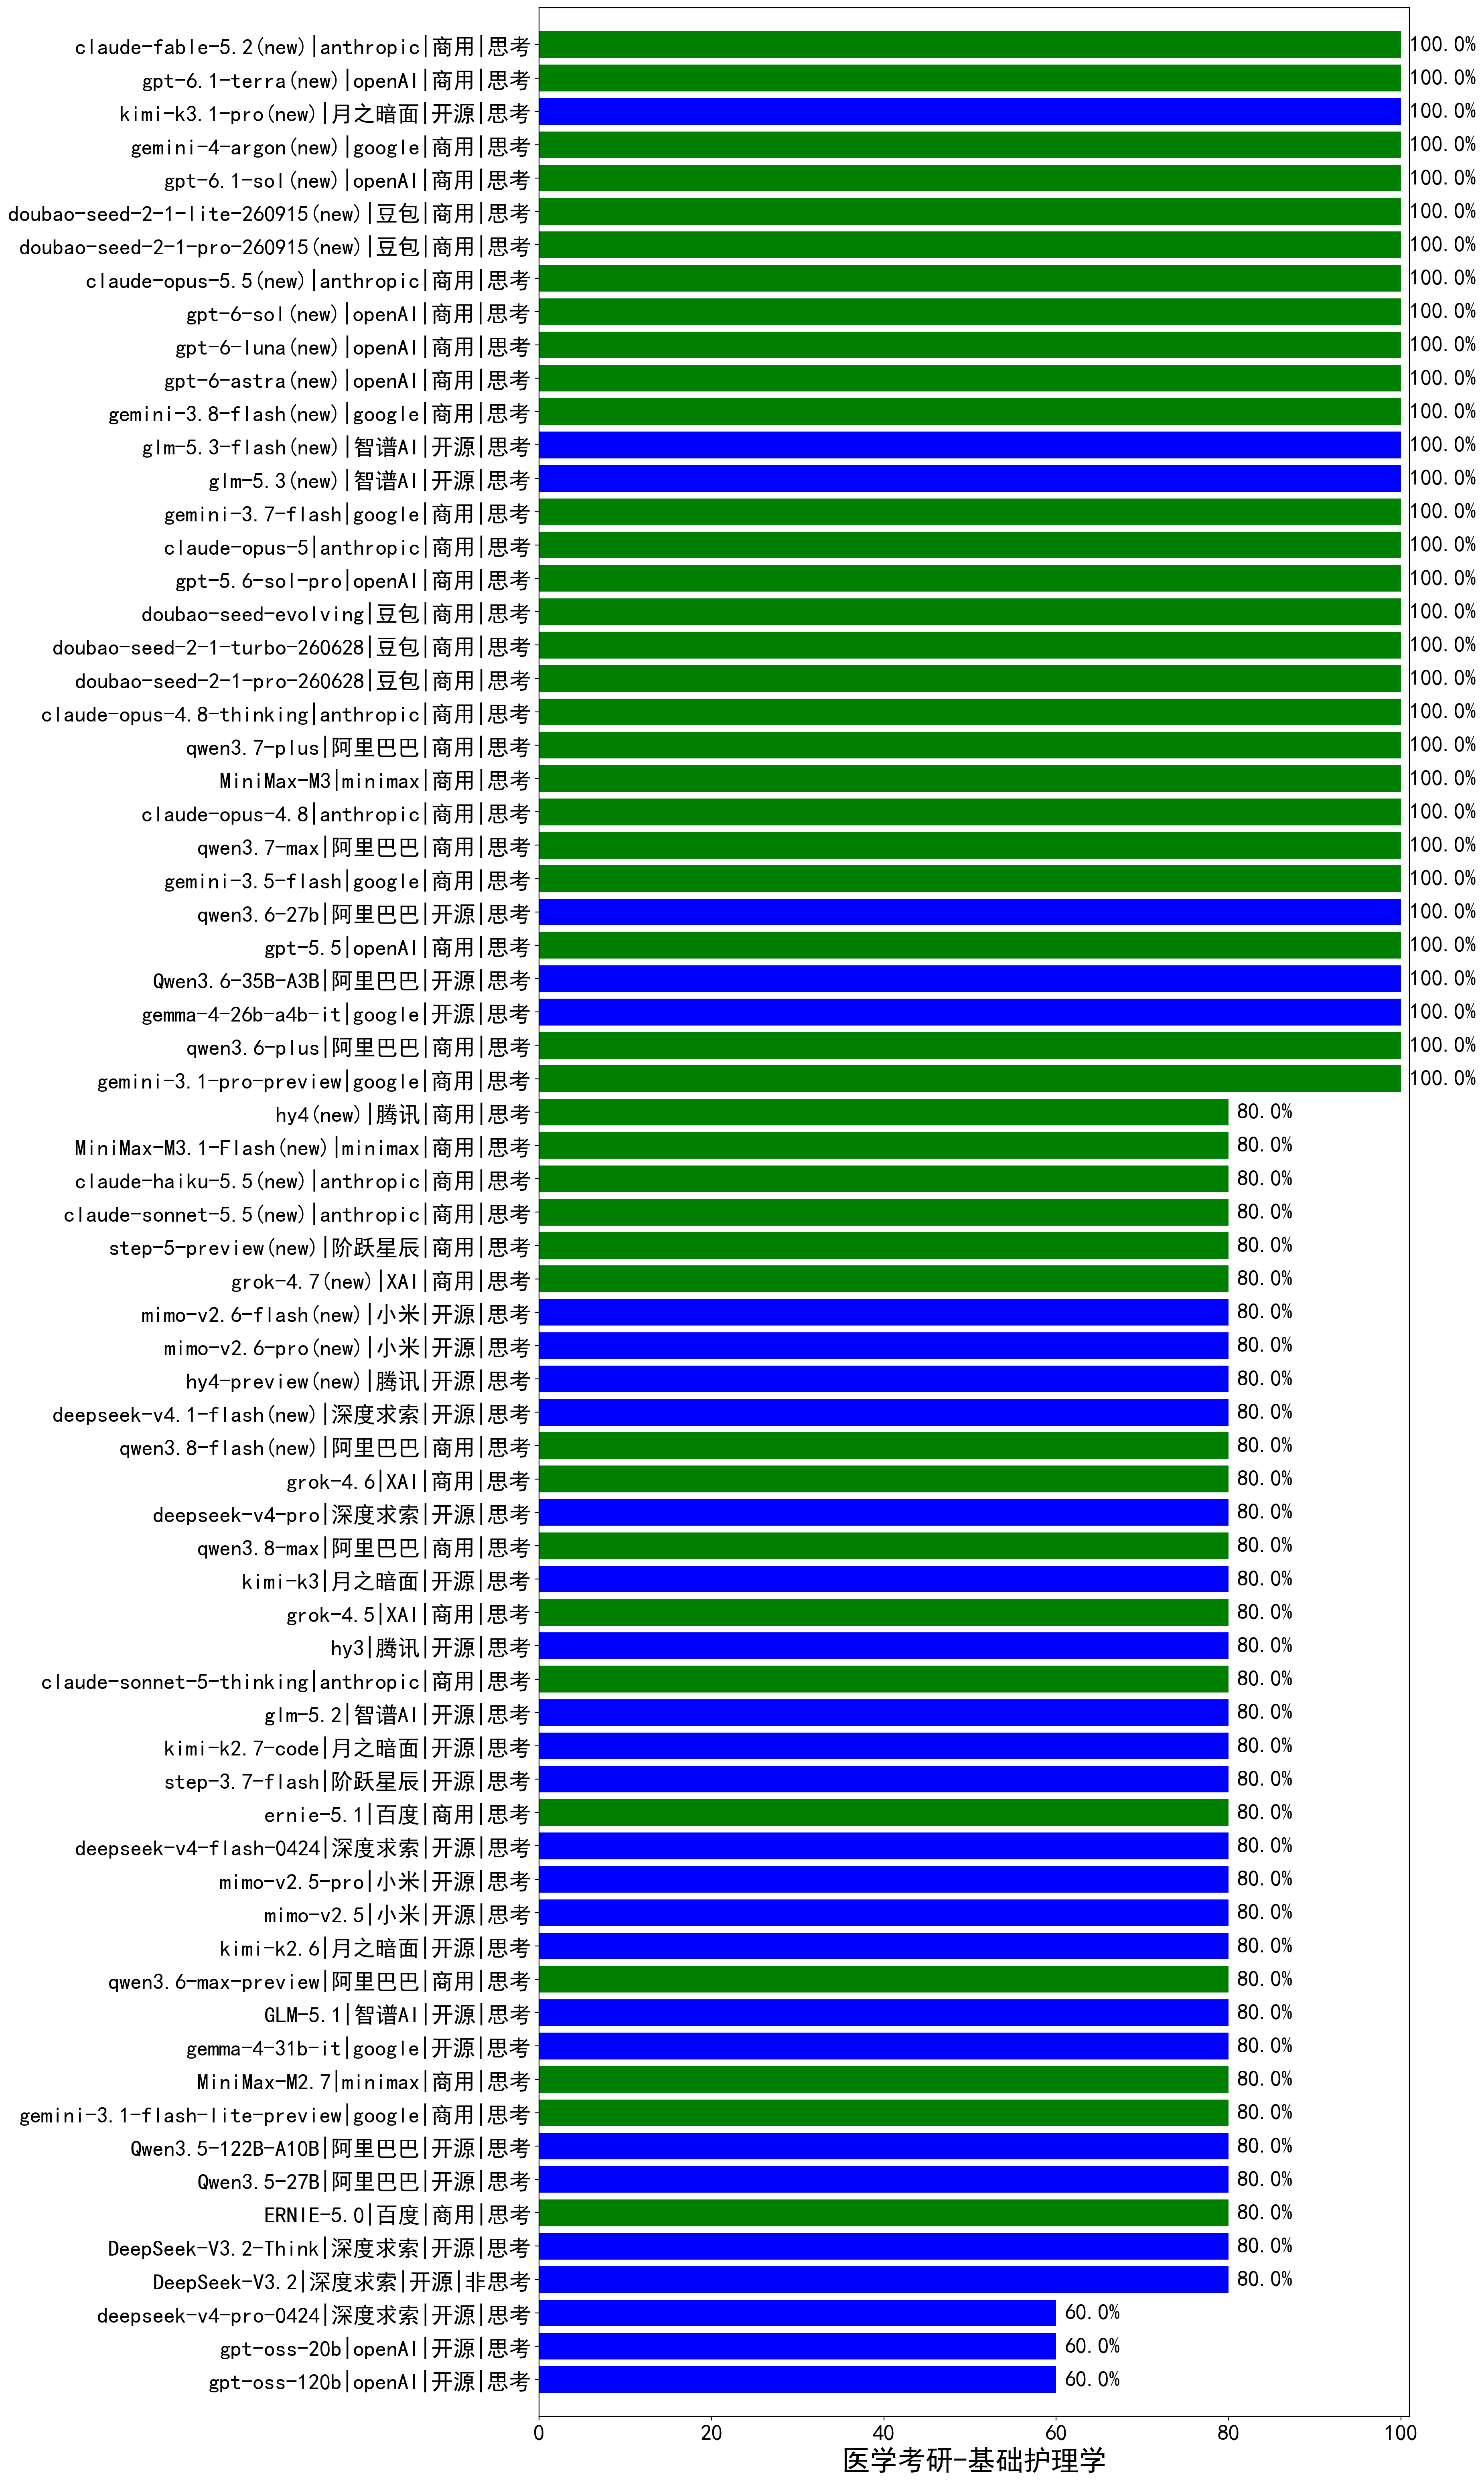 claude-fable-5.2(new)|anthropic|商用|思考 100.0%
gpt-6.1-terra(new)|openAI|商用|思考 100.0%
kimi-k3.1-pro(new)|月之暗面|开源|思考 100.0%
gemini-4-argon(new)|google|商用|思考 100.0%
gpt-6.1-sol(new)|openAI|商用|思考 100.0%
doubao-seed-2-1-lite-260915(new)|豆包|商用|思考 100.0%
doubao-seed-2-1-pro-260915(new)|豆包|商用|思考 100.0%
claude-opus-5.5(new)|anthropic|商用|思考 100.0%
gpt-6-sol(new)|openAI|商用|思考 100.0%
gpt-6-luna(new)|openAI|商用|思考 100.0%
gpt-6-astra(new)|openAI|商用|思考 100.0%
gemini-3.8-flash(new)|google|商用|思考 100.0%
glm-5.3-flash(new)|智谱AI|开源|思考 100.0%
glm-5.3(new)|智谱AI|开源|思考 100.0%
gemini-3.7-flash|google|商用|思考 100.0%
claude-opus-5|anthropic|商用|思考 100.0%
gpt-5.6-sol-pro|openAI|商用|思考 100.0%
doubao-seed-evolving|豆包|商用|思考 100.0%
doubao-seed-2-1-turbo-260628|豆包|商用|思考 100.0%
doubao-seed-2-1-pro-260628|豆包|商用|思考 100.0%
claude-opus-4.8-thinking|anthropic|商用|思考 100.0%
qwen3.7-plus|阿里巴巴|商用|思考 100.0%
MiniMax-M3|minimax|商用|思考 100.0%
claude-opus-4.8|anthropic|商用|思考 100.0%
qwen3.7-max|阿里巴巴|商用|思考 100.0%
gemini-3.5-flash|google|商用|思考 100.0%
qwen3.6-27b|阿里巴巴|开源|思考 100.0%
gpt-5.5|openAI|商用|思考 100.0%
Qwen3.6-35B-A3B|阿里巴巴|开源|思考 100.0%
gemma-4-26b-a4b-it|google|开源|思考 100.0%
qwen3.6-plus|阿里巴巴|商用|思考 100.0%
gemini-3.1-pro-preview|google|商用|思考 100.0%
hy4(new)|腾讯|商用|思考 80.0%
MiniMax-M3.1-Flash(new)|minimax|商用|思考 80.0%
claude-haiku-5.5(new)|anthropic|商用|思考 80.0%
claude-sonnet-5.5(new)|anthropic|商用|思考 80.0%
step-5-preview(new)|阶跃星辰|商用|思考 80.0%
grok-4.7(new)|XAI|商用|思考 80.0%
mimo-v2.6-flash(new)|小米|开源|思考 80.0%
mimo-v2.6-pro(new)|小米|开源|思考 80.0%
hy4-preview(new)|腾讯|开源|思考 80.0%
deepseek-v4.1-flash(new)|深度求索|开源|思考 80.0%
qwen3.8-flash(new)|阿里巴巴|商用|思考 80.0%
grok-4.6|XAI|商用|思考 80.0%
deepseek-v4-pro|深度求索|开源|思考 80.0%
qwen3.8-max|阿里巴巴|商用|思考 80.0%
kimi-k3|月之暗面|开源|思考 80.0%
grok-4.5|XAI|商用|思考 80.0%
hy3|腾讯|开源|思考 80.0%
claude-sonnet-5-thinking|anthropic|商用|思考 80.0%
glm-5.2|智谱AI|开源|思考 80.0%
kimi-k2.7-code|月之暗面|开源|思考 80.0%
step-3.7-flash|阶跃星辰|开源|思考 80.0%
ernie-5.1|百度|商用|思考 80.0%
deepseek-v4-flash-0424|深度求索|开源|思考 80.0%
mimo-v2.5-pro|小米|开源|思考 80.0%
mimo-v2.5|小米|开源|思考 80.0%
kimi-k2.6|月之暗面|开源|思考 80.0%
qwen3.6-max-preview|阿里巴巴|商用|思考 80.0%
GLM-5.1|智谱AI|开源|思考 80.0%
gemma-4-31b-it|google|开源|思考 80.0%
MiniMax-M2.7|minimax|商用|思考 80.0%
gemini-3.1-flash-lite-preview|google|商用|思考 80.0%
Qwen3.5-122B-A10B|阿里巴巴|开源|思考 80.0%
Qwen3.5-27B|阿里巴巴|开源|思考 80.0%
ERNIE-5.0|百度|商用|思考 80.0%
DeepSeek-V3.2-Think|深度求索|开源|思考 80.0%
DeepSeek-V3.2|深度求索|开源|非思考 80.0%
deepseek-v4-pro-0424|深度求索|开源|思考 60.0%
gpt-oss-20b|openAI|开源|思考 60.0%
gpt-oss-120b|openAI|开源|思考 60.0%
0 20 40 60 80 100
医学考研-基础护理学